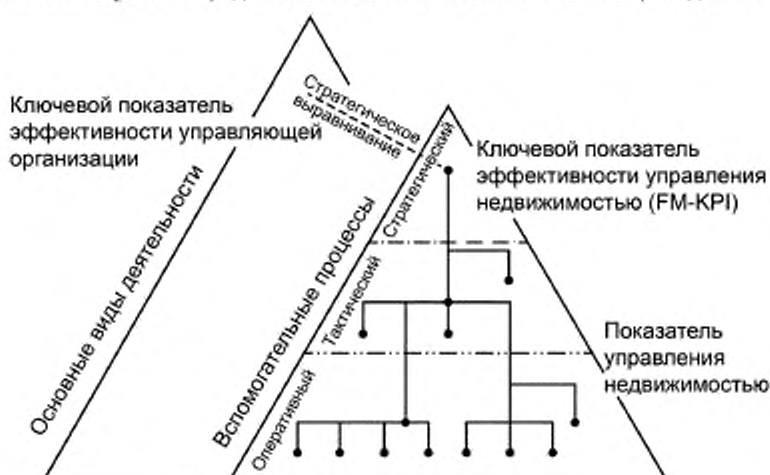 Ключевой показатель
эффективности управляющей
организации
Стратегическое
выравнивание
Стратегический
Ключевой показатель
эффективности управления
недвижимостью (FM-KPI)
Основные виды деятельности
Вспомогательные процессы
Тактический
Показатель
управления
недвижимостью
Оперативный